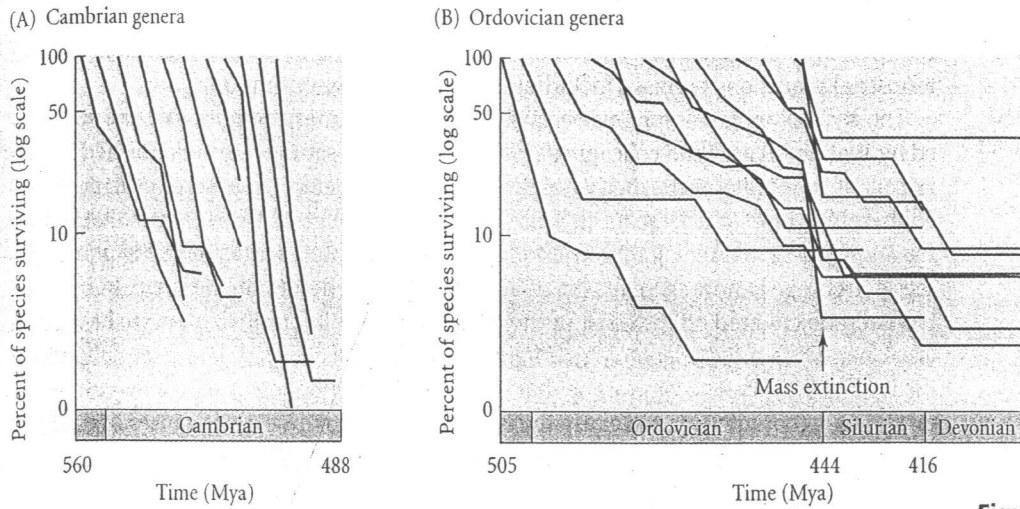 (A) Cambrian genera
Percent of species surviving (log scale)
100
50
10
0
Cambrian
560
488
Time (Mya)
(B) Ordovician genera
Percent of species surviving (log scale)
100
50
10
0
Mass extinction
Ordovician
Silurian
Devonian
505
444
416
Time (Mya)